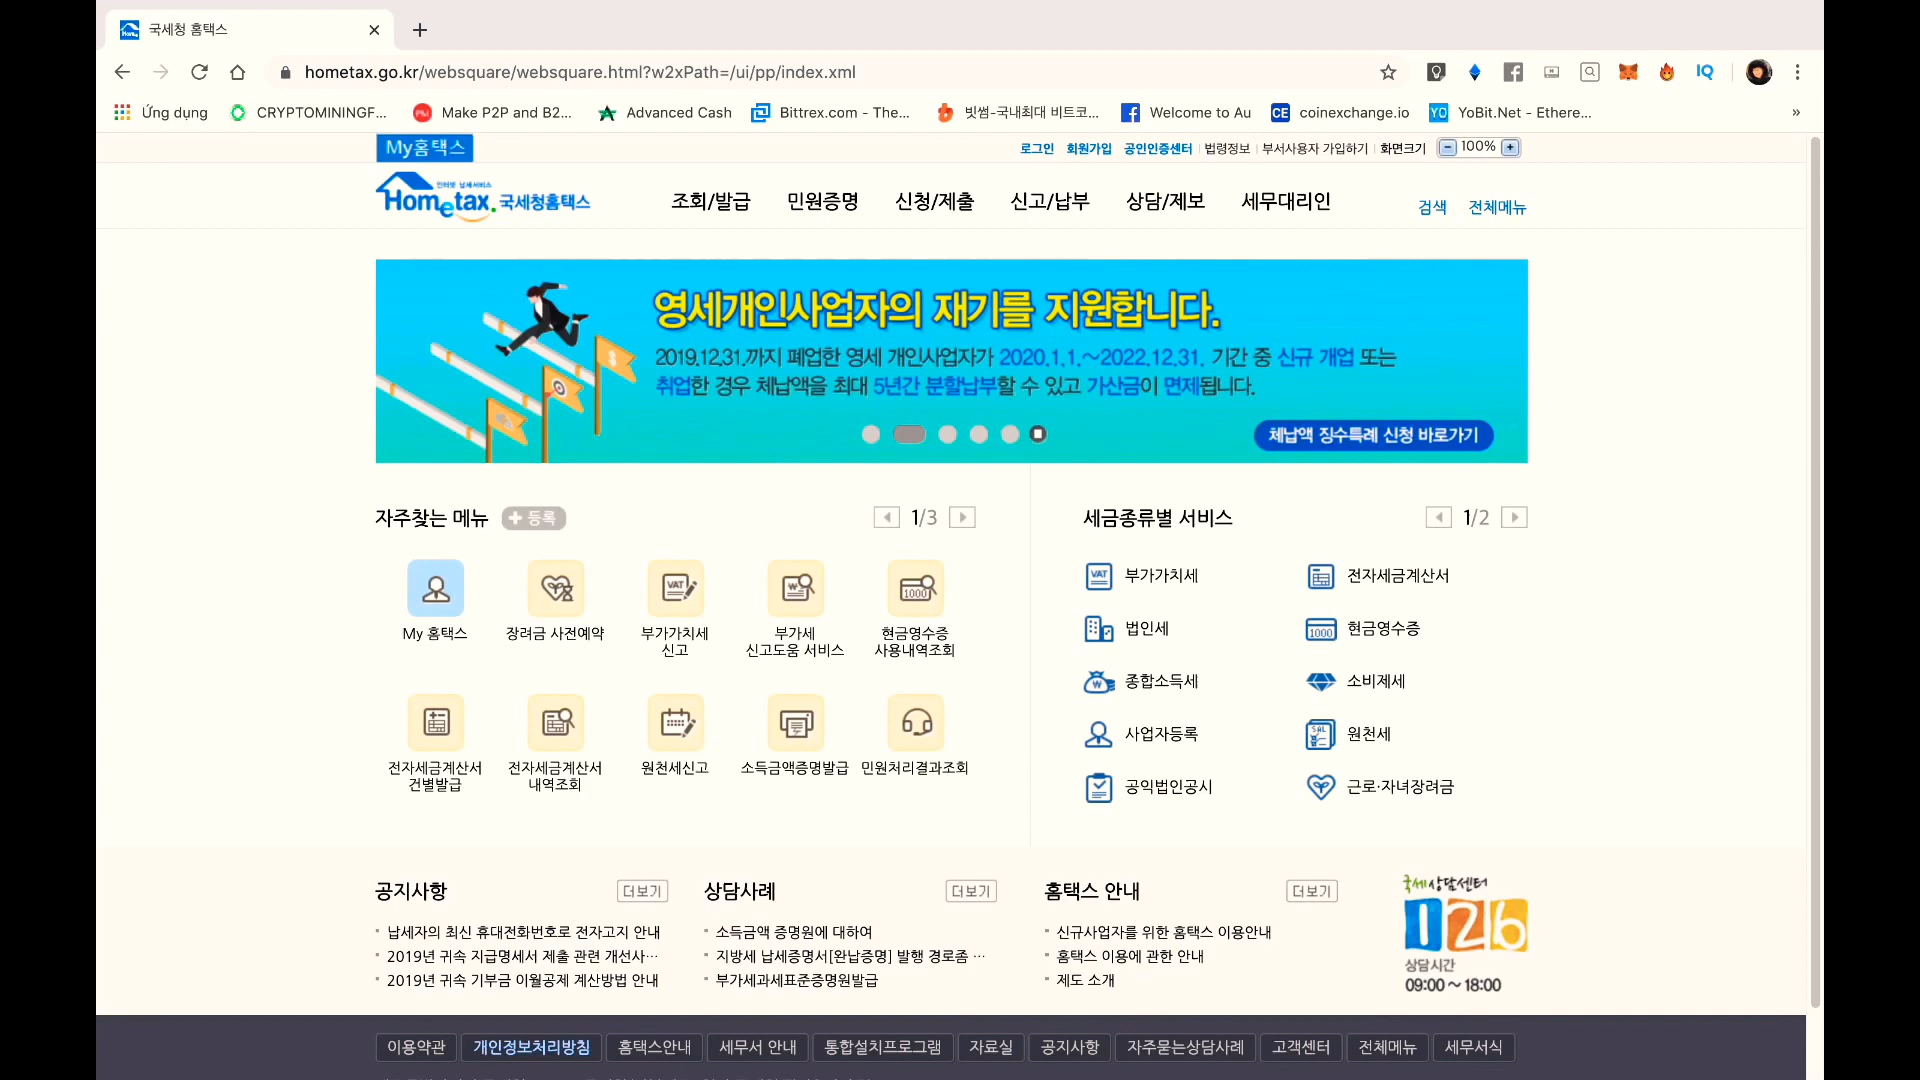 국세청 홈택스
hometax.go.kr/websquare/websquare.html?w2xPath=/ui/pp/index.xml
IQ
Ứng dụng
CRYPTOMININGF...
Make P2P and B2...
Advanced Cash
Bittrex.com - The...
빗썸-국내최대 비트코...
Welcome to Au
CE coinexchange.io
YO YoBit.Net - Ethere...
»
My홈택스
로그인 회원가입 공인인증센터 법령정보 부서사용자 가입하기 화면크기 100%
인터넷 납세서비스
Hometax. 국세청홈택스
조회/발급 민원증명 신청/제출 신고/납부 상담/제보 세무대리인 검색 전체메뉴
영세개인사업자의 재기를 지원합니다.
2019.12.31.까지 폐업한 영세 개인사업자가 2020.1.1.~2022.12.31. 기간 중 신규 개업 또는
취업한 경우 체납액을 최대 5년간 분할납부할 수 있고 가산금이 면제됩니다.
체납액 징수특례 신청 바로가기
자주찾는 메뉴 + 등록 1/3
My 홈택스
장려금 사전예약
부가가치세
신고
부가세
신고도움 서비스
현금영수증
사용내역조회
전자세금계산서
건별발급
전자세금계산서
내역조회
원천세신고
소득금액증명발급
민원처리결과조회
세금종류별 서비스 1/2
부가가치세 전자세금계산서
법인세 현금영수증
종합소득세 소비제세
사업자등록 원천세
공익법인공시 근로·자녀장려금
공지사항 더보기
납세자의 최신 휴대전화번호로 전자고지 안내
2019년 귀속 지급명세서 제출 관련 개선사…
2019년 귀속 기부금 이월공제 계산방법 안내
상담사례 더보기
소득금액 증명원에 대하여
지방세 납세증명서[완납증명] 발행 경로좀 …
부가세과세표준증명원발급
홈택스 안내 더보기
신규사업자를 위한 홈택스 이용안내
홈택스 이용에 관한 안내
제도 소개
국세상담센터
126
상담시간
09:00 ~ 18:00
이용약관 개인정보처리방침 홈택스안내 세무서 안내 통합설치프로그램 자료실 공지사항 자주묻는상담사례 고객센터 전체메뉴 세무서식